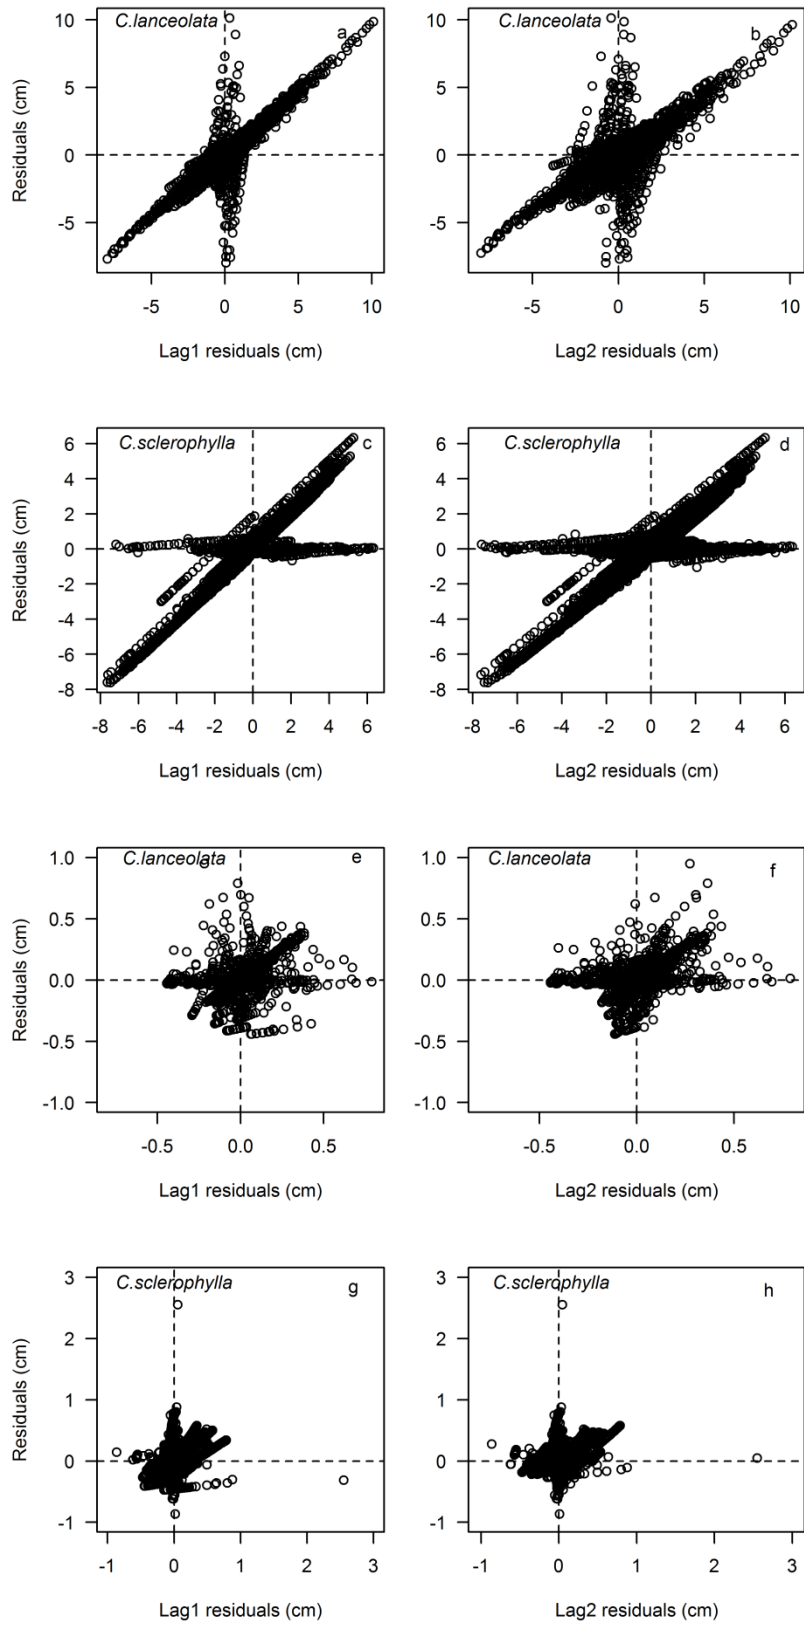 C.lanceolata a
10
5
0
-5
Residuals (cm)
-5 0 5 10
Lag1 residuals (cm)
C.lanceolata b
10
5
0
-5
-5 0 5 10
Lag2 residuals (cm)
C.sclerophylla c
6
4
2
0
-2
-4
-6
-8
Residuals (cm)
-8 -6 -4 -2 0 2 4 6
Lag1 residuals (cm)
C.sclerophylla d
6
4
2
0
-2
-4
-6
-8
-8 -6 -4 -2 0 2 4 6
Lag2 residuals (cm)
C.lanceolata e
1.0
0.5
0.0
-0.5
-1.0
Residuals (cm)
-0.5 0.0 0.5
Lag1 residuals (cm)
C.lanceolata f
1.0
0.5
0.0
-0.5
-1.0
-0.5 0.0 0.5
Lag2 residuals (cm)
C.sclerophylla g
3
2
1
0
-1
Residuals (cm)
-1 0 1 2 3
Lag1 residuals (cm)
C.sclerophylla h
3
2
1
0
-1
-1 0 1 2 3
Lag2 residuals (cm)